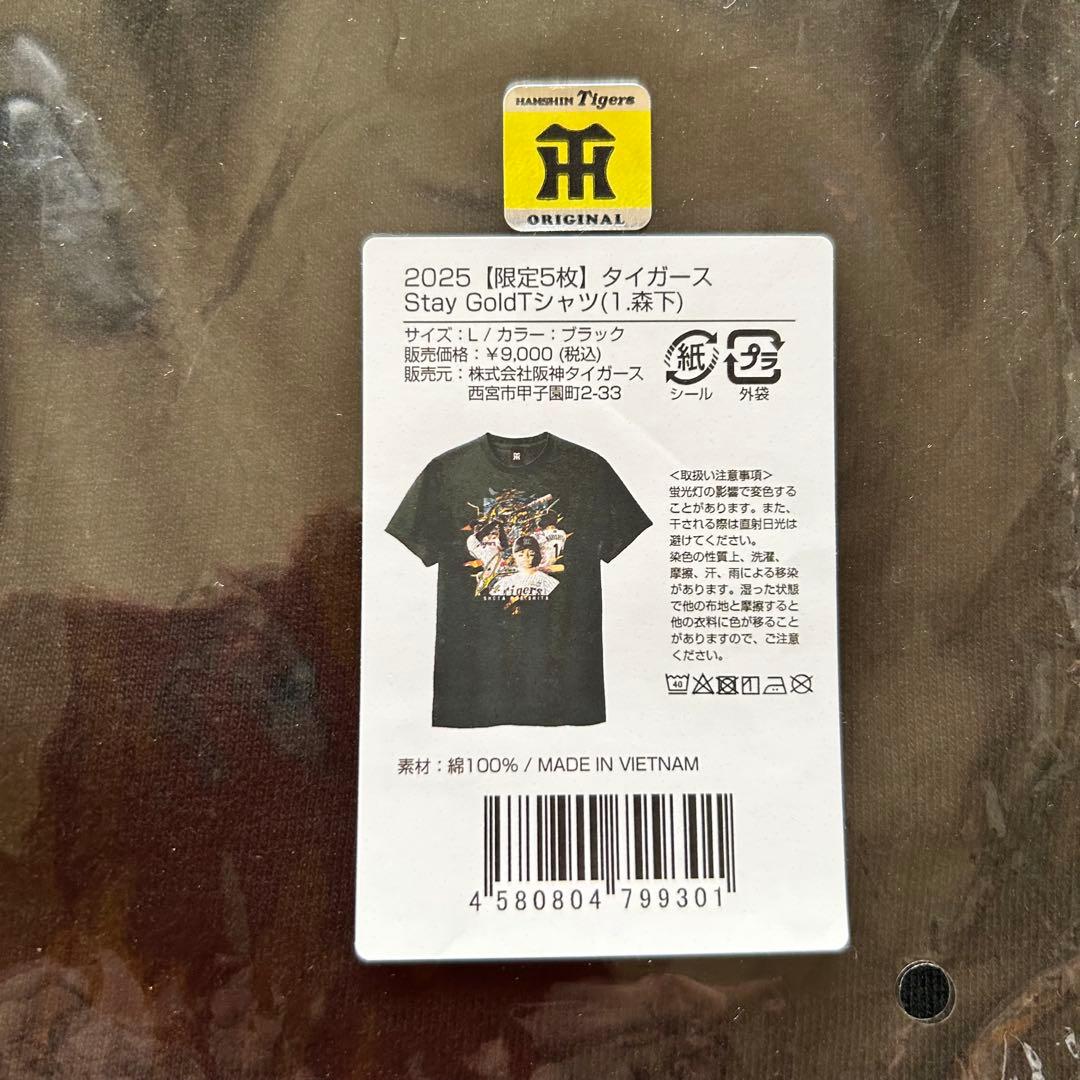 HANSHIN Tigers
ORIGINAL
2025【限定5枚】タイガース
Stay GoldTシャツ(1.森下)
サイズ：L / カラー：ブラック
販売価格：￥9,000 (税込)
販売元：株式会社阪神タイガース
西宮市甲子園町2-33
紙
シール
プラ
外袋
tigers
SHOTA MORISHITA
<取扱い注意事項>
蛍光灯の影響で変色する
ことがあります。また、
干される際は直射日光は
避けてください。
染色の性質上、洗濯、
摩擦、汗、雨による移染
があります。湿った状態
で他の布地と摩擦すると
他の衣料に色が移ること
がありますので、ご注意
ください。
40
素材：綿100% / MADE IN VIETNAM
4 580804 799301